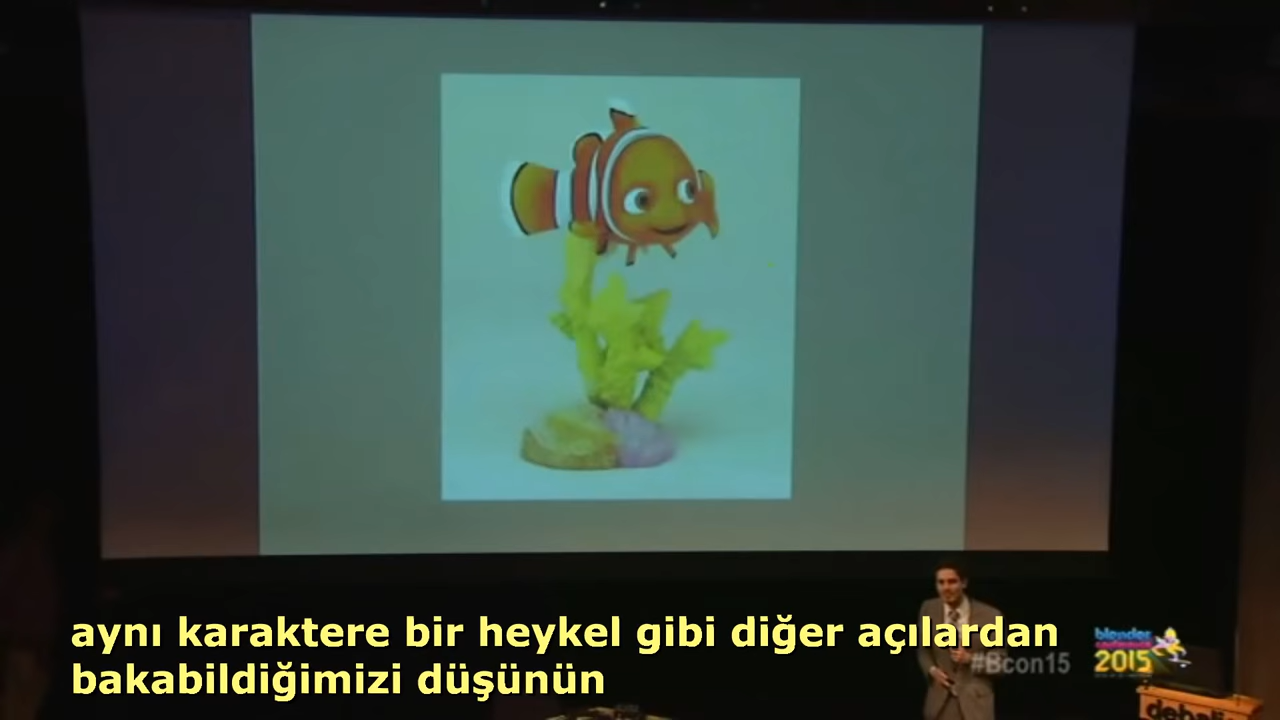 aynı karaktere bir heykel gibi diğer açılardan
bakabildiğimizi düşünün
#Bcon15
blender
2015